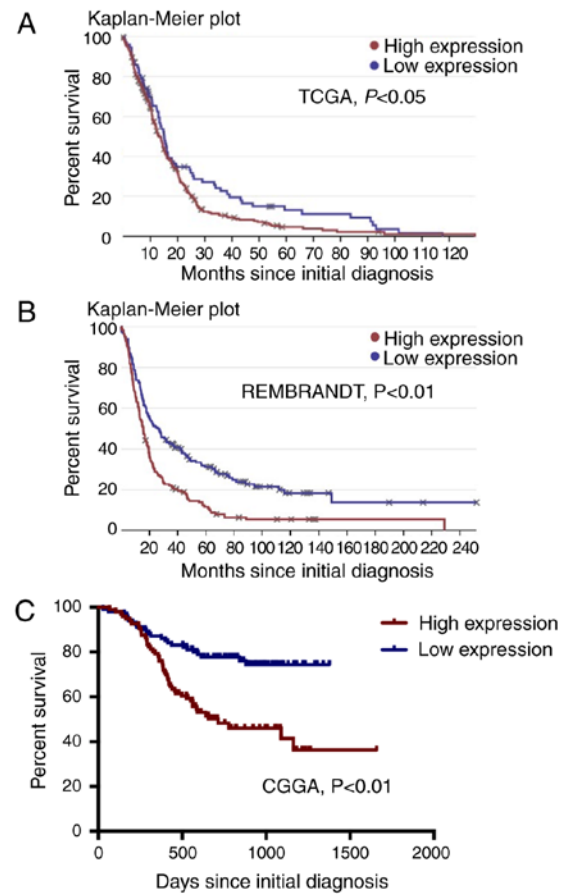 A
Kaplan-Meier plot
High expression
Low expression
TCGA, P<0.05
Percent survival
100
80
60
40
20
0
10 20 30 40 50 60 70 80 90 100 110 120
Months since initial diagnosis
B
Kaplan-Meier plot
High expression
Low expression
REMBRANDT, P<0.01
Percent survival
100
80
60
40
20
0
20 40 60 80 100 120 140 160 180 200 220 240
Months since initial diagnosis
C
High expression
Low expression
CGGA, P<0.01
Percent survival
100
80
60
40
20
0
0 500 1000 1500 2000
Days since initial diagnosis